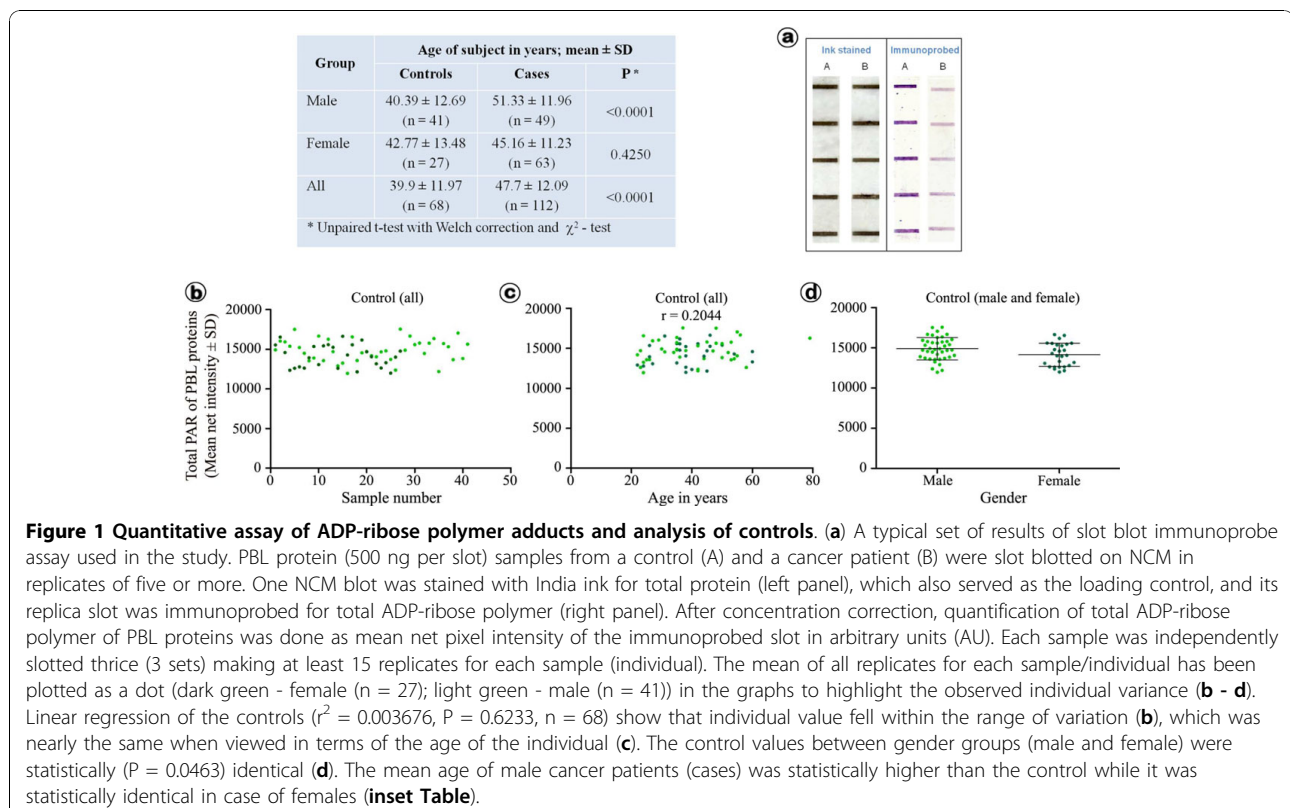 Group
Age of subject in years; mean ± SD
Controls Cases P *
Male 40.39 ± 12.69 (n = 41) 51.33 ± 11.96 (n = 49) <0.0001
Female 42.77 ± 13.48 (n = 27) 45.16 ± 11.23 (n = 63) 0.4250
All 39.9 ± 11.97 (n = 68) 47.7 ± 12.09 (n = 112) <0.0001
* Unpaired t-test with Welch correction and χ² - test
a
Ink stained Immunoprobed
A B A B
b
Control (all)
Total PAR of PBL proteins
(Mean net intensity ± SD)
20000
15000
10000
5000
0
0 10 20 30 40 50
Sample number
c
Control (all)
r = 0.2044
20000
15000
10000
5000
0
0 20 40 60 80
Age in years
d
Control (male and female)
20000
15000
10000
5000
0
Male Female
Gender
Figure 1 Quantitative assay of ADP-ribose polymer adducts and analysis of controls. (a) A typical set of results of slot blot immunoprobe
assay used in the study. PBL protein (500 ng per slot) samples from a control (A) and a cancer patient (B) were slot blotted on NCM in
replicates of five or more. One NCM blot was stained with India ink for total protein (left panel), which also served as the loading control, and its
replica slot was immunoprobed for total ADP-ribose polymer (right panel). After concentration correction, quantification of total ADP-ribose
polymer of PBL proteins was done as mean net pixel intensity of the immunoprobed slot in arbitrary units (AU). Each sample was independently
slotted thrice (3 sets) making at least 15 replicates for each sample (individual). The mean of all replicates for each sample/individual has been
plotted as a dot (dark green - female (n = 27); light green - male (n = 41)) in the graphs to highlight the observed individual variance (b - d).
Linear regression of the controls (r² = 0.003676, P = 0.6233, n = 68) show that individual value fell within the range of variation (b), which was
nearly the same when viewed in terms of the age of the individual (c). The control values between gender groups (male and female) were
statistically (P = 0.0463) identical (d). The mean age of male cancer patients (cases) was statistically higher than the control while it was
statistically identical in case of females (inset Table).